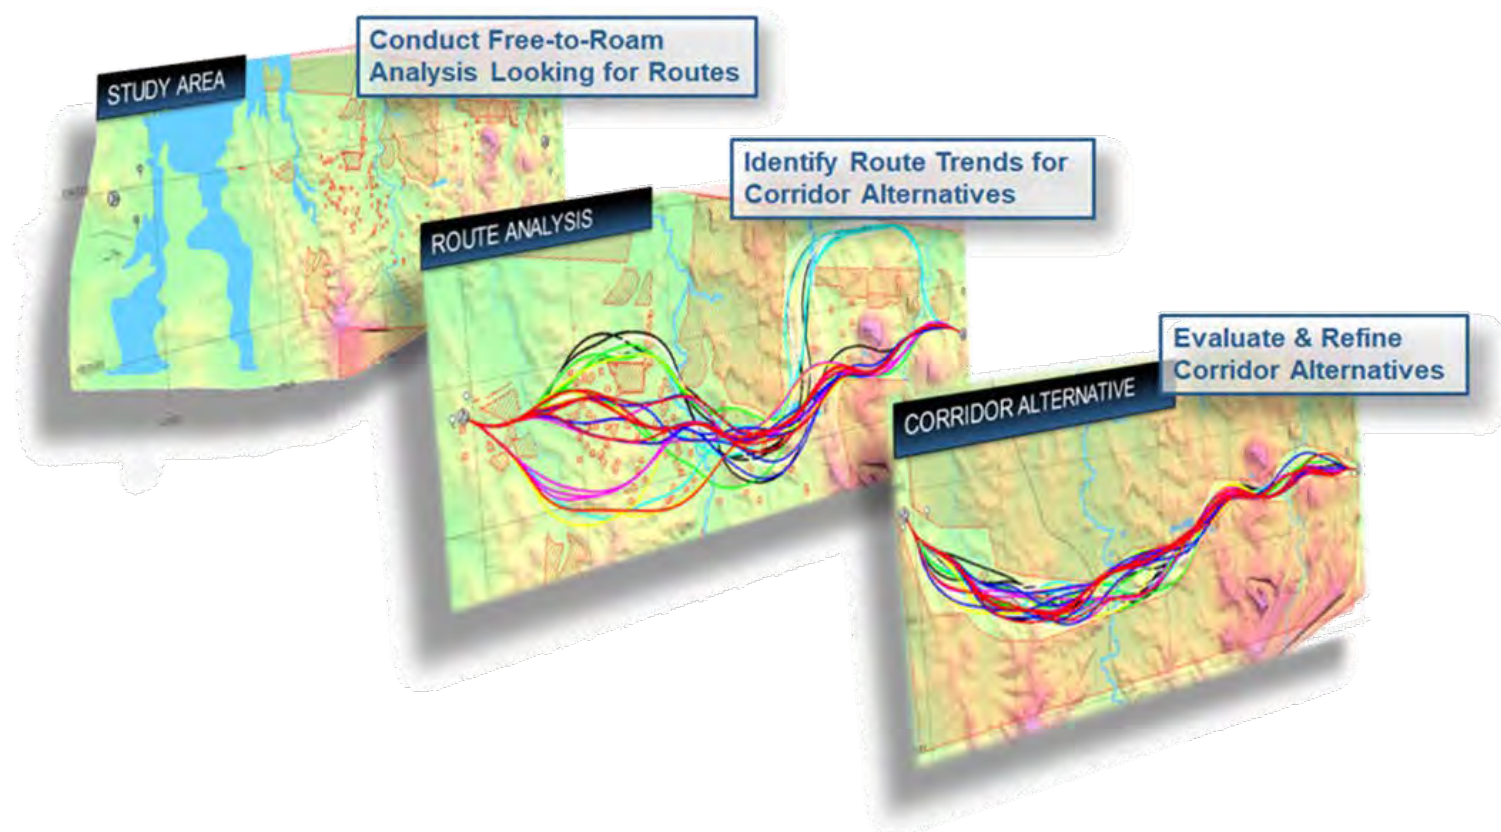 Conduct Free-to-Roam
Analysis Looking for Routes
STUDY AREA
Identify Route Trends for
Corridor Alternatives
ROUTE ANALYSIS
Evaluate & Refine
Corridor Alternatives
CORRIDOR ALTERNATIVE